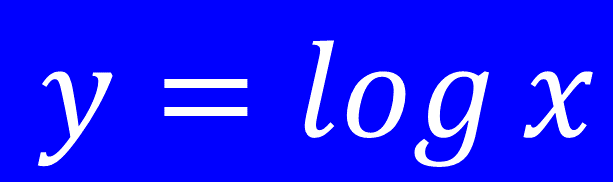 y = log x